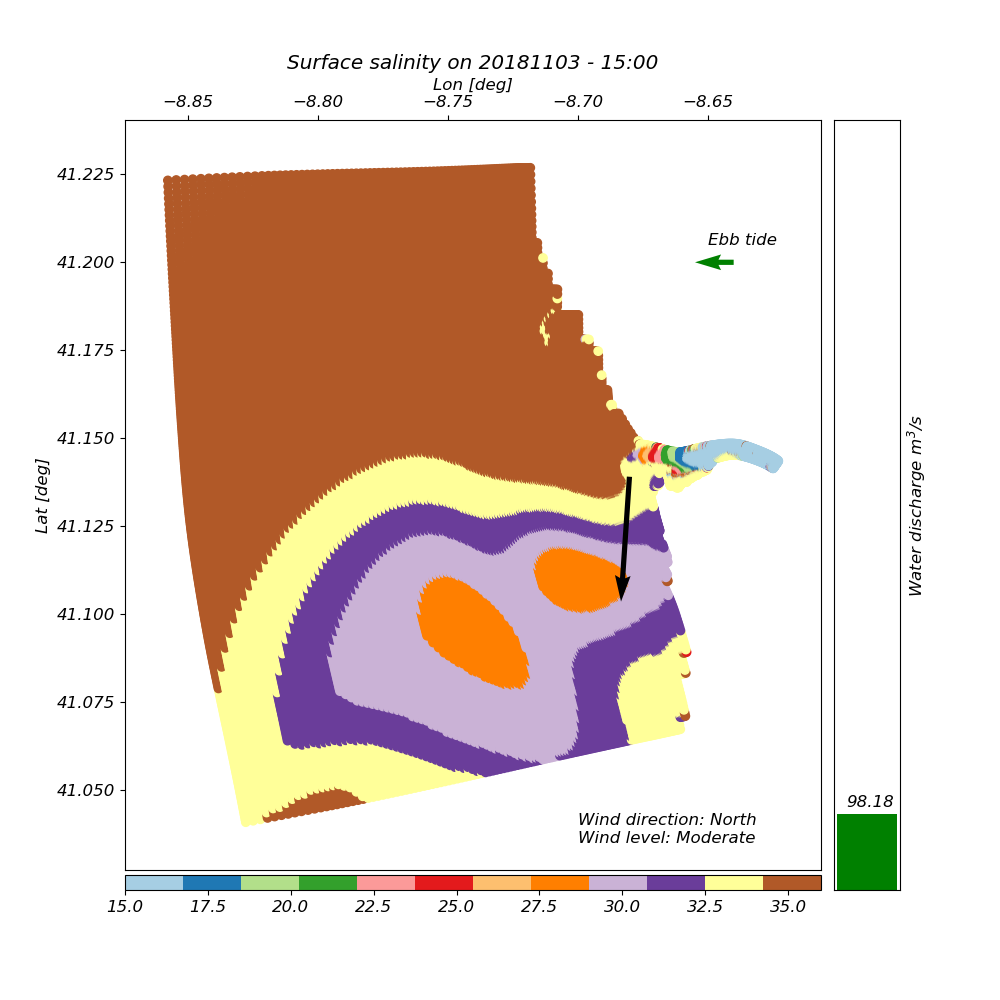 Surface salinity on 20181103 - 15:00
Lon [deg]
−8.85 −8.80 −8.75 −8.70 −8.65
41.225
Ebb tide
41.200
41.175
41.150
41.125
41.100
41.075
41.050
Lat [deg]
Water discharge m³/s
98.18
Wind direction: North
Wind level: Moderate
15.0 17.5 20.0 22.5 25.0 27.5 30.0 32.5 35.0